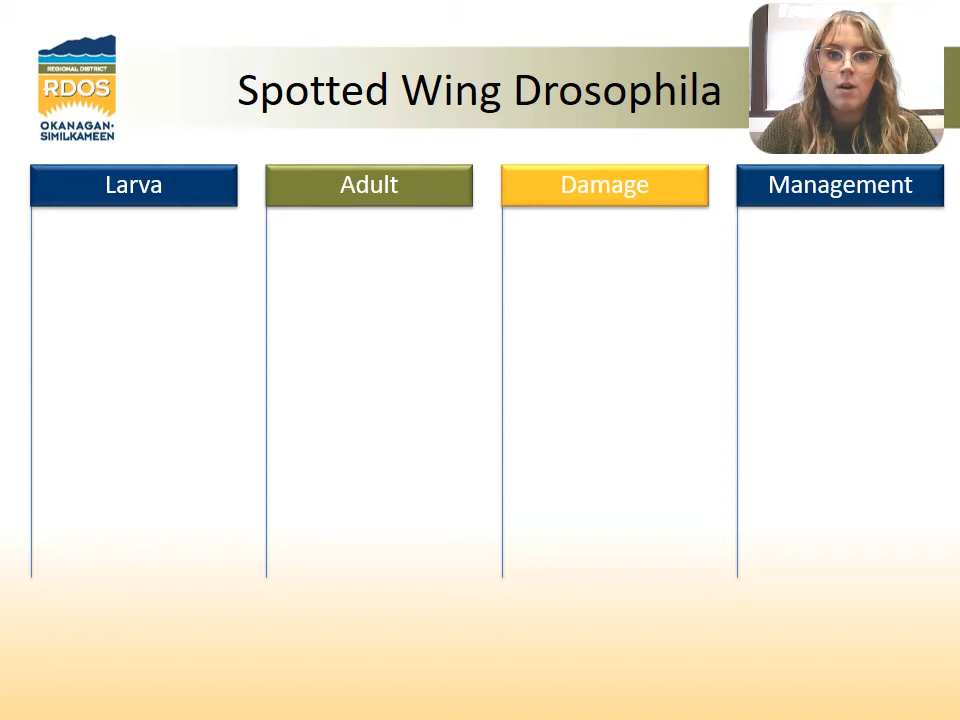 REGIONAL DISTRICT
RDOS
OKANAGAN-
SIMILKAMEEN
Spotted Wing Drosophila
Larva
Adult
Damage
Management